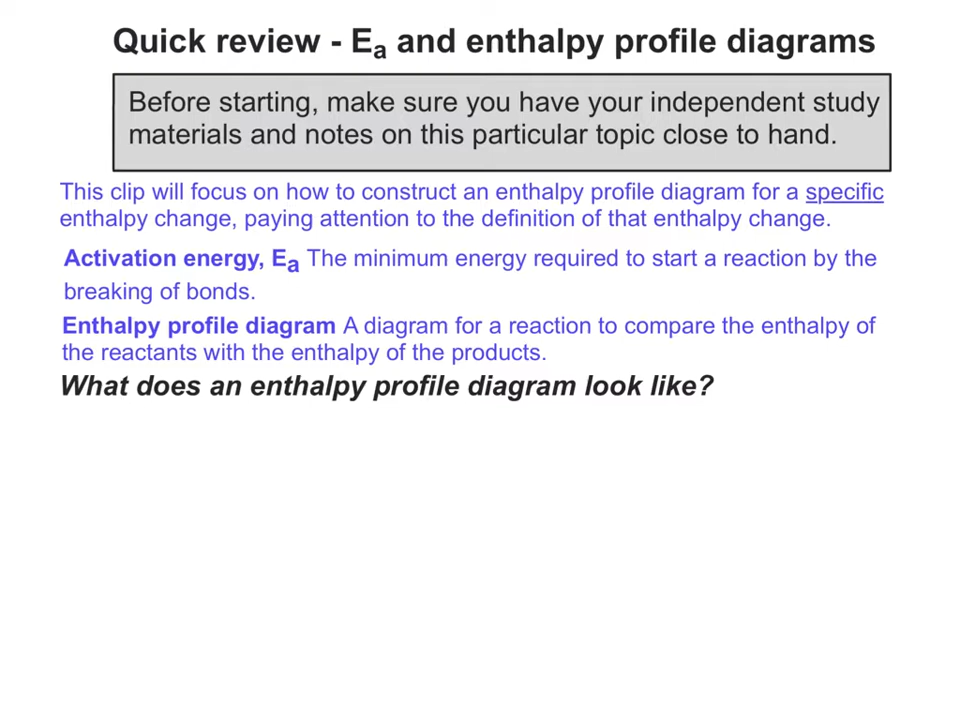 Quick review - Ea and enthalpy profile diagrams
Before starting, make sure you have your independent study
materials and notes on this particular topic close to hand.
This clip will focus on how to construct an enthalpy profile diagram for a specific
enthalpy change, paying attention to the definition of that enthalpy change.
Activation energy, Ea The minimum energy required to start a reaction by the
breaking of bonds.
Enthalpy profile diagram A diagram for a reaction to compare the enthalpy of
the reactants with the enthalpy of the products.
What does an enthalpy profile diagram look like?